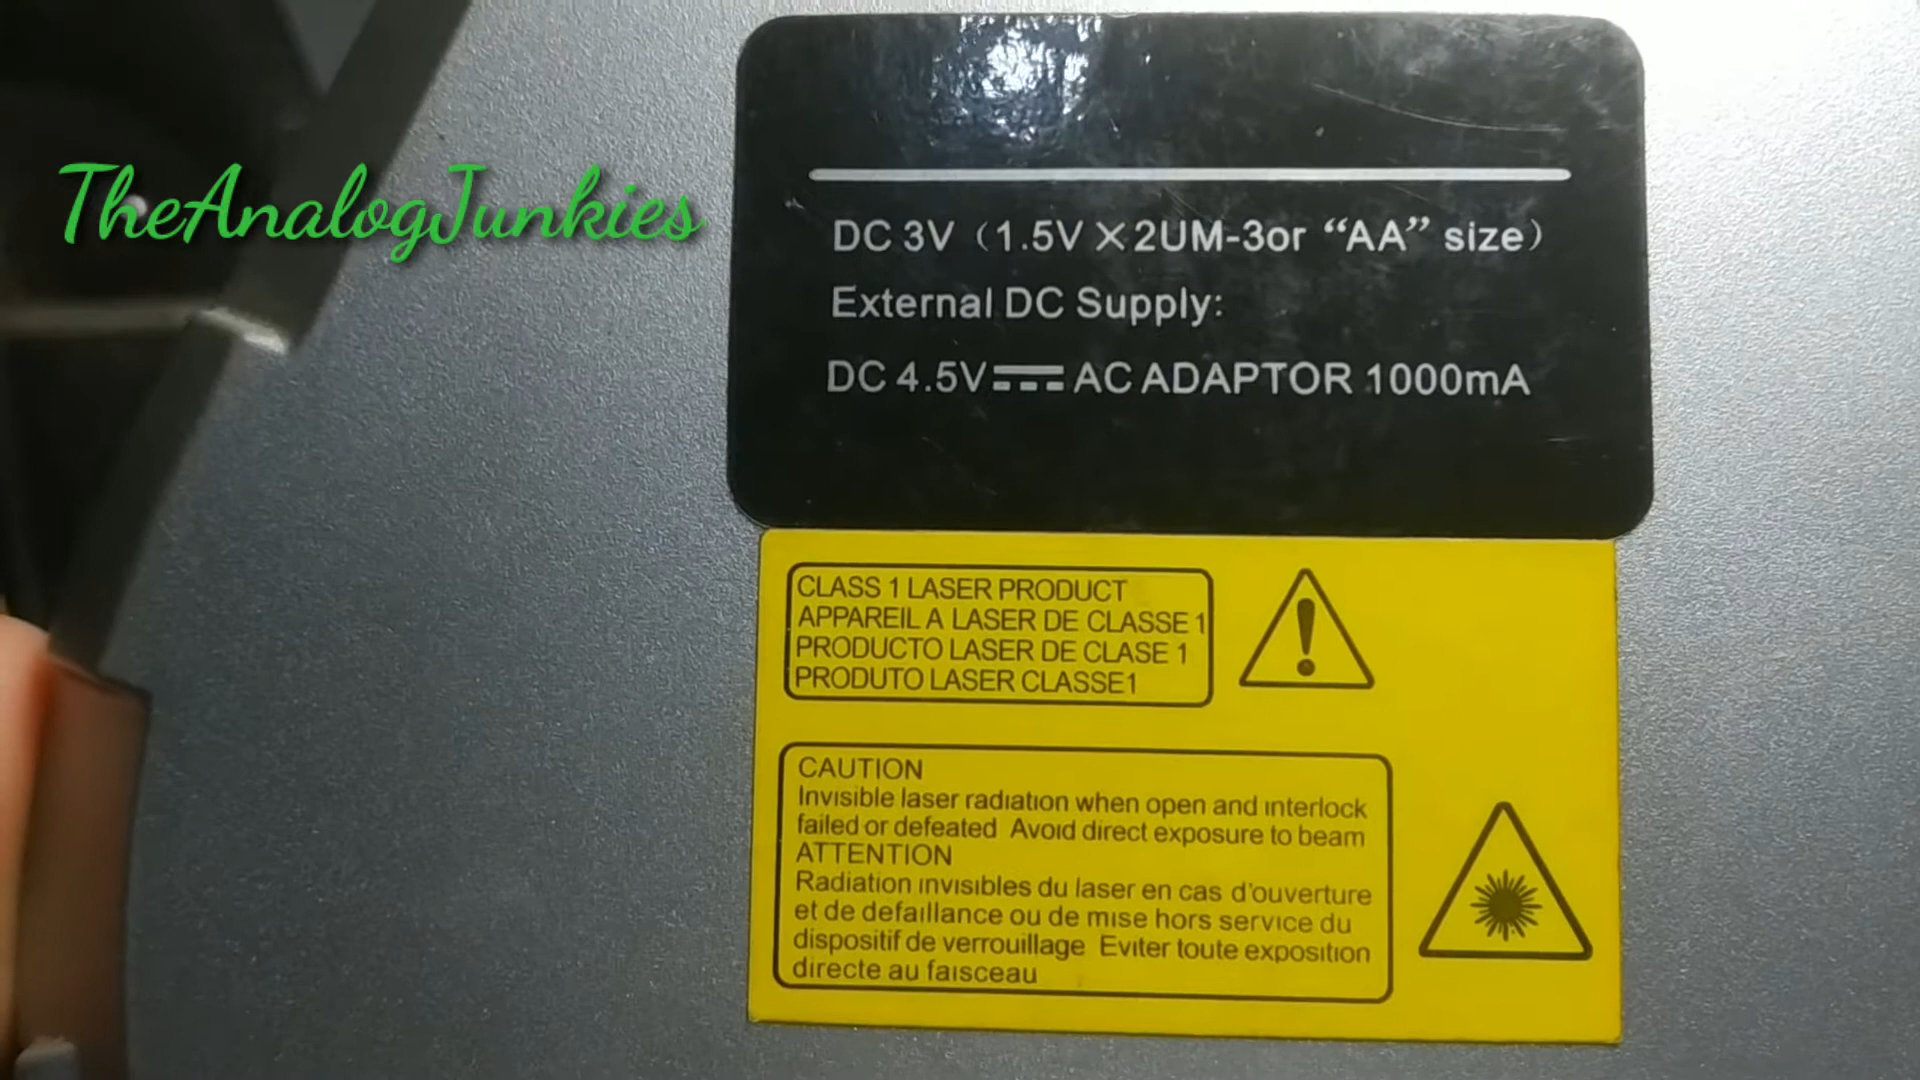 TheAnalogJunkies
DC 3V (1.5V X 2UM-3or “AA” size)
External DC Supply:
DC 4.5V⎓AC ADAPTOR 1000mA
CLASS 1 LASER PRODUCT
APPAREIL A LASER DE CLASSE 1
PRODUCTO LASER DE CLASE 1
PRODUTO LASER CLASSE1
CAUTION
Invisible laser radiation when open and interlock
failed or defeated Avoid direct exposure to beam
ATTENTION
Radiation invisibles du laser en cas d'ouverture
et de defaillance ou de mise hors service du
dispositif de verrouillage Eviter toute exposition
directe au faisceau